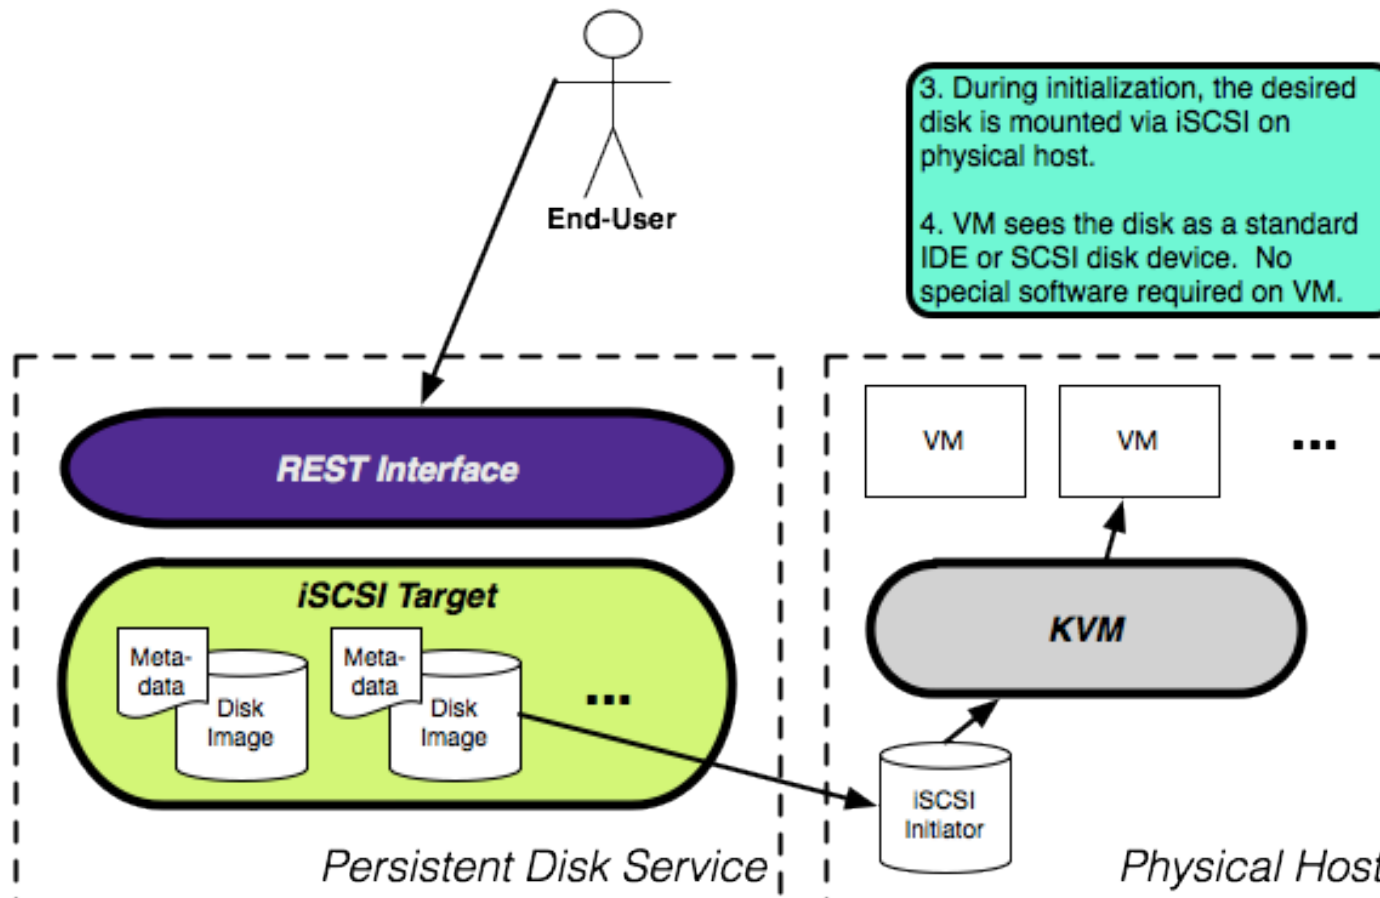 3. During initialization, the desired
disk is mounted via iSCSI on
physical host.
4. VM sees the disk as a standard
IDE or SCSI disk device. No
special software required on VM.
End-User
REST Interface
iSCSI Target
Meta-
data
Disk
Image
Meta-
data
Disk
Image
...
Persistent Disk Service
VM
VM
...
KVM
iSCSI
Initiator
Physical Host